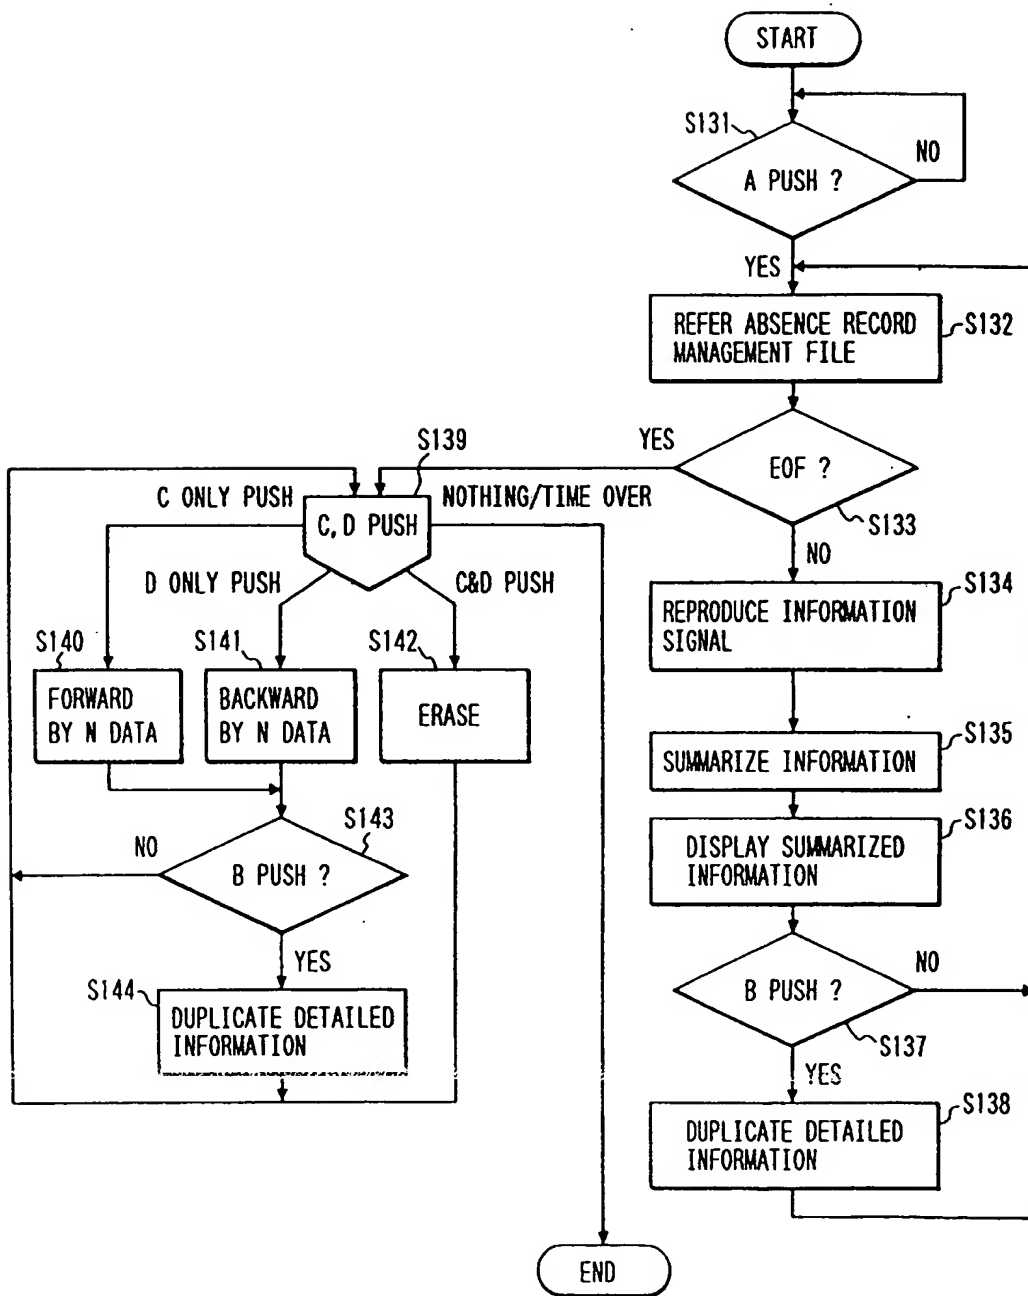 START
S131
A PUSH ?
NO
YES
REFER ABSENCE RECORD
MANAGEMENT FILE
S132
EOF ?
YES
S133
NO
S134
REPRODUCE INFORMATION
SIGNAL
S135
SUMMARIZE INFORMATION
S136
DISPLAY SUMMARIZED
INFORMATION
B PUSH ?
NO
S137
YES
S138
DUPLICATE DETAILED
INFORMATION
S139
C ONLY PUSH
NOTHING/TIME OVER
C, D PUSH
D ONLY PUSH
C&D PUSH
S140
S141
S142
FORWARD
BY N DATA
BACKWARD
BY N DATA
ERASE
S143
NO
B PUSH ?
YES
S144
DUPLICATE DETAILED
INFORMATION
END